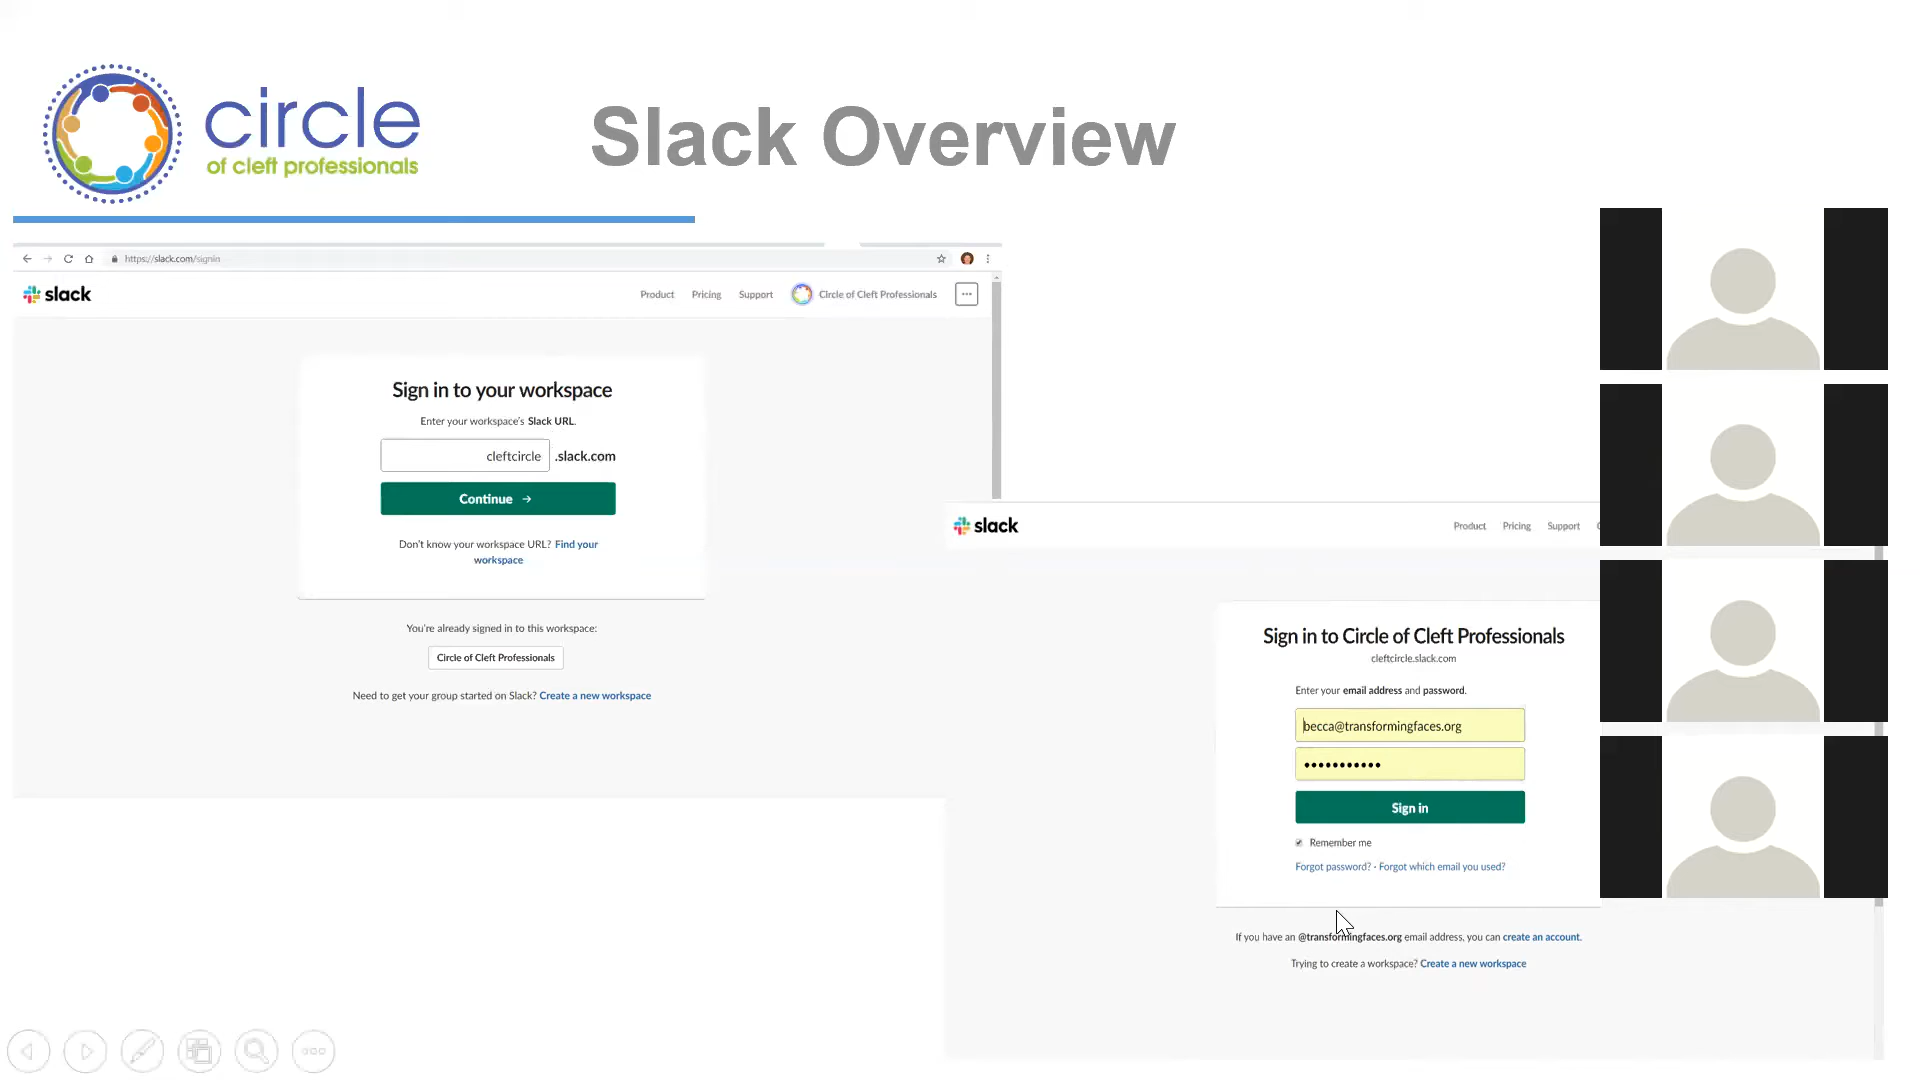 circle
of cleft professionals
Slack Overview
https://slack.com/signin
slack
Product Pricing Support Circle of Cleft Professionals
Sign in to your workspace
Enter your workspace's Slack URL.
cleftcircle .slack.com
Continue →
Don't know your workspace URL? Find your
workspace
You're already signed in to this workspace:
Circle of Cleft Professionals
Need to get your group started on Slack? Create a new workspace
slack
Product Pricing Support
Sign in to Circle of Cleft Professionals
cleftcircle.slack.com
Enter your email address and password.
becca@transformingfaces.org
•••••••••••
Sign in
Remember me
Forgot password? · Forgot which email you used?
If you have an @transformingfaces.org email address, you can create an account.
Trying to create a workspace? Create a new workspace